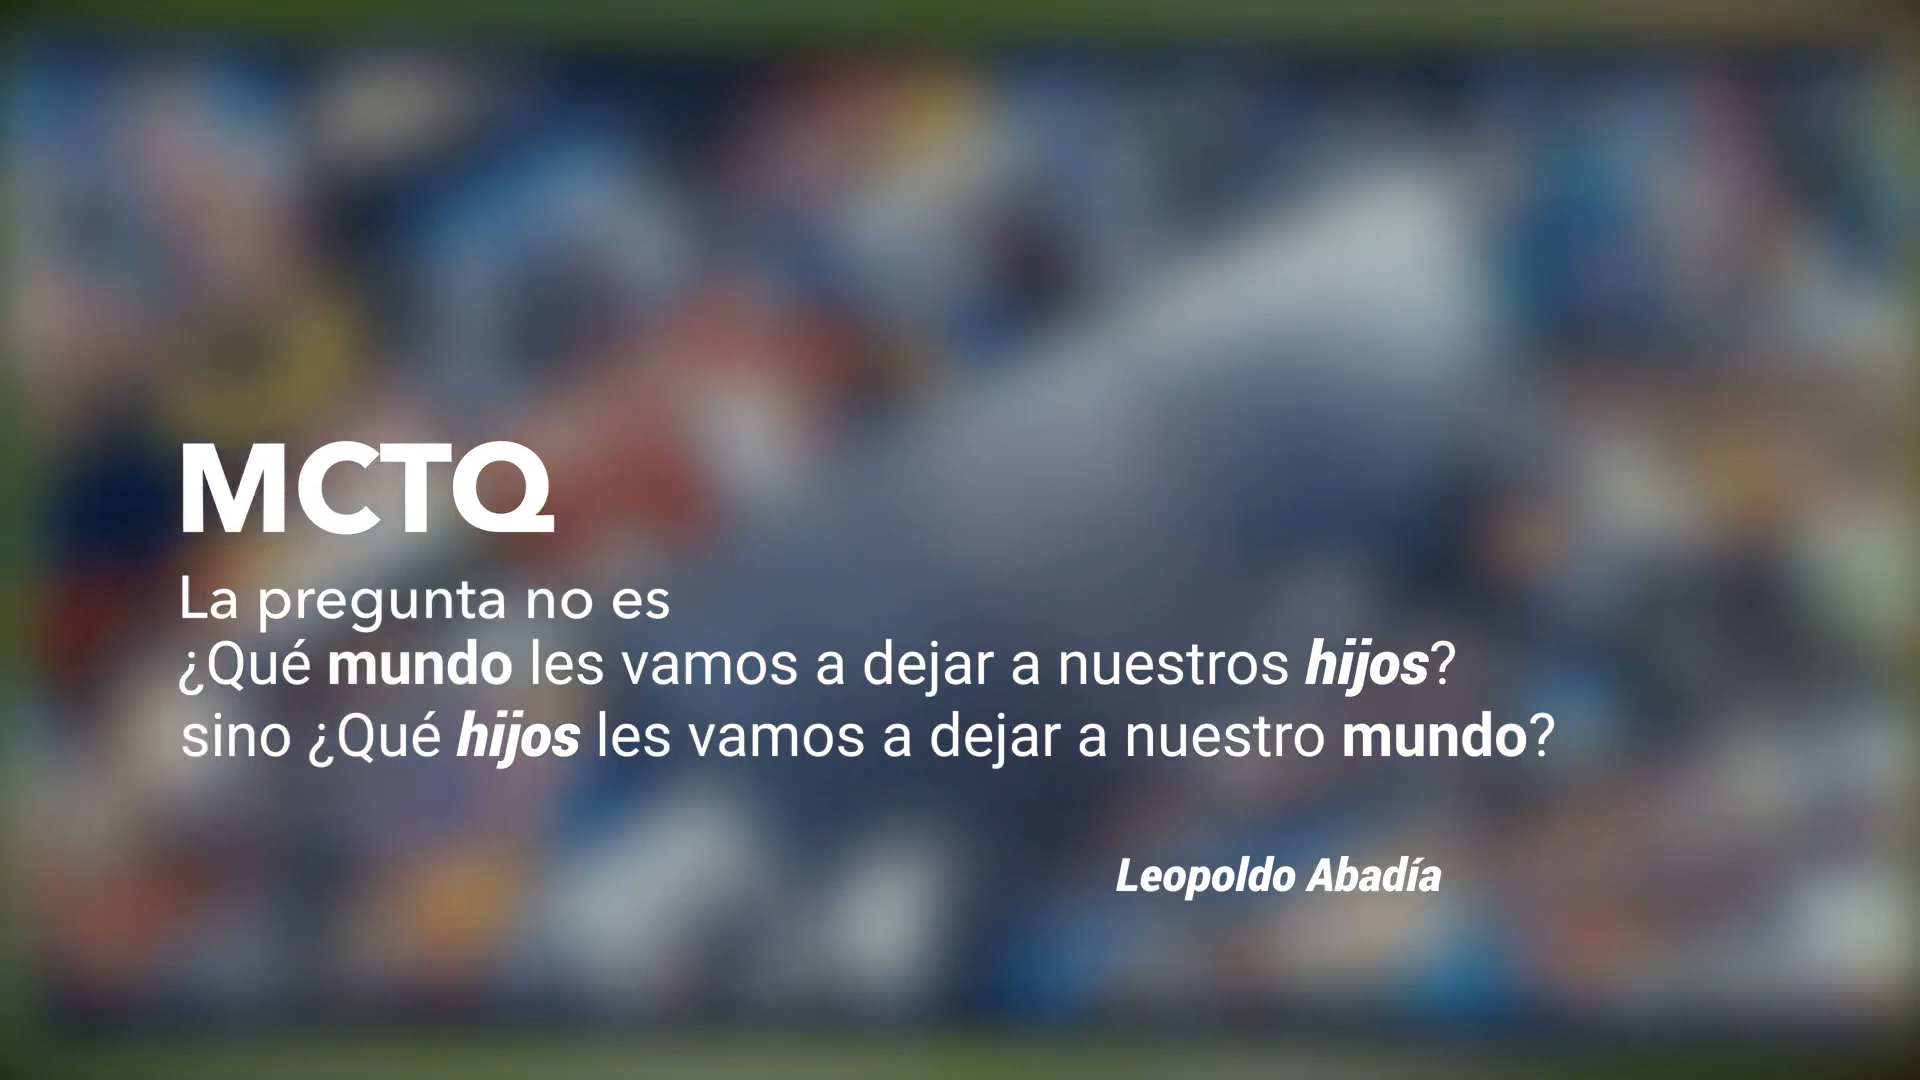 MCTQ
La pregunta no es
¿Qué mundo les vamos a dejar a nuestros hijos?
sino ¿Qué hijos les vamos a dejar a nuestro mundo?
Leopoldo Abadía